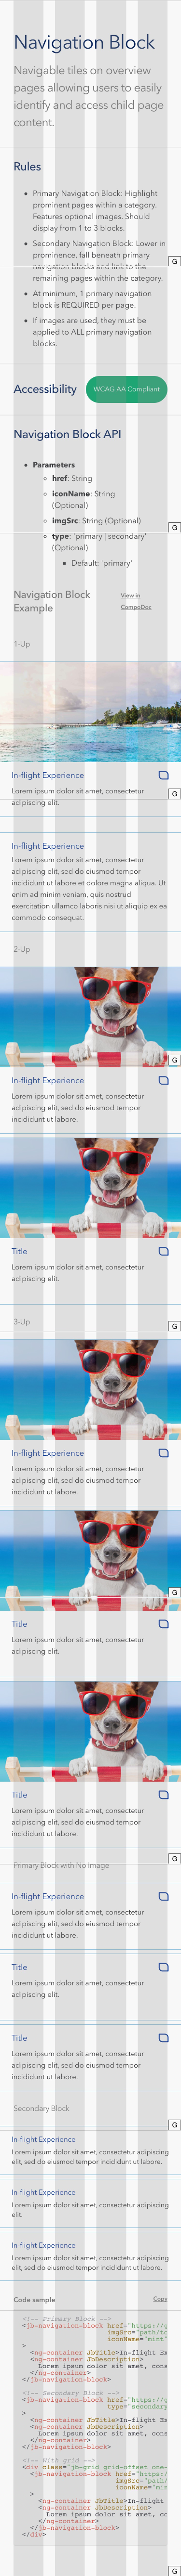 Navigation Block
Navigable tiles on overview
pages allowing users to easily
identify and access child page
content.
Rules
Primary Navigation Block: Highlight
prominent pages within a category.
Features optional images. Should
display from 1 to 3 blocks.
Secondary Navigation Block: Lower in
prominence, fall beneath primary
G
navigation blocks and link to the
remaining pages within the category.
At minimum, 1 primary navigation
block is REQUIRED per page.
If images are used, they must be
applied to ALL primary navigation
blocks.
Accessibility
WCAG AA Compliant
Navigation Block API
Parameters
href: String
iconName: String
(Optional)
imgSrc: String (Optional)
G
type: 'primary | secondary'
(Optional)
Default: 'primary'
Navigation Block
Example
View in
CompoDoc
1-Up
In-flight Experience
Lorem ipsum dolor sit amet, consectetur
G
adipiscing elit.
In-flight Experience
Lorem ipsum dolor sit amet, consectetur
adipiscing elit, sed do eiusmod tempor
incididunt ut labore et dolore magna aliqua. Ut
enim ad minim veniam, quis nostrud
exercitation ullamco laboris nisi ut aliquip ex ea
commodo consequat.
2-Up
G
In-flight Experience
Lorem ipsum dolor sit amet, consectetur
adipiscing elit, sed do eiusmod tempor
incididunt ut labore.
Title
Lorem ipsum dolor sit amet, consectetur
adipiscing elit.
3-Up
G
In-flight Experience
Lorem ipsum dolor sit amet, consectetur
adipiscing elit, sed do eiusmod tempor
incididunt ut labore.
G
Title
Lorem ipsum dolor sit amet, consectetur
adipiscing elit.
Title
Lorem ipsum dolor sit amet, consectetur
adipiscing elit, sed do eiusmod tempor
incididunt ut labore.
G
Primary Block with No Image
In-flight Experience
Lorem ipsum dolor sit amet, consectetur
adipiscing elit, sed do eiusmod tempor
incididunt ut labore.
Title
Lorem ipsum dolor sit amet, consectetur
adipiscing elit.
Title
Lorem ipsum dolor sit amet, consectetur
adipiscing elit, sed do eiusmod tempor
incididunt ut labore.
Secondary Block
G
In-flight Experience
Lorem ipsum dolor sit amet, consectetur adipiscing
elit, sed do eiusmod tempor incididunt ut labore.
In-flight Experience
Lorem ipsum dolor sit amet, consectetur adipiscing
elit.
In-flight Experience
Lorem ipsum dolor sit amet, consectetur adipiscing
elit, sed do eiusmod tempor incididunt ut labore.
Code sample
Copy
<!-- Primary Block -->
<jb-navigation-block href="https://g
imgSrc="path/to
iconName="mint"
>
<ng-container JbTitle>In-flight Ex
<ng-container JbDescription>
Lorem ipsum dolor sit amet, cons
</ng-container>
</jb-navigation-block>
<!-- Secondary Block -->
<jb-navigation-block href="https://g
type="secondary
>
<ng-container JbTitle>In-flight Ex
<ng-container JbDescription>
Lorem ipsum dolor sit amet, cc
</ng-container>
</jb-navigation-block>
<!-- With grid -->
<div class="jb-grid grid-offset one-
<jb-navigation-block href="https:/
imgSrc="path/
iconName="min
>
<ng-container JbTitle>In-flight
<ng-container JbDescription>
Lorem ipsum dolor sit amet, cc
</ng-container>
</jb-navigation-block>
</div>
G